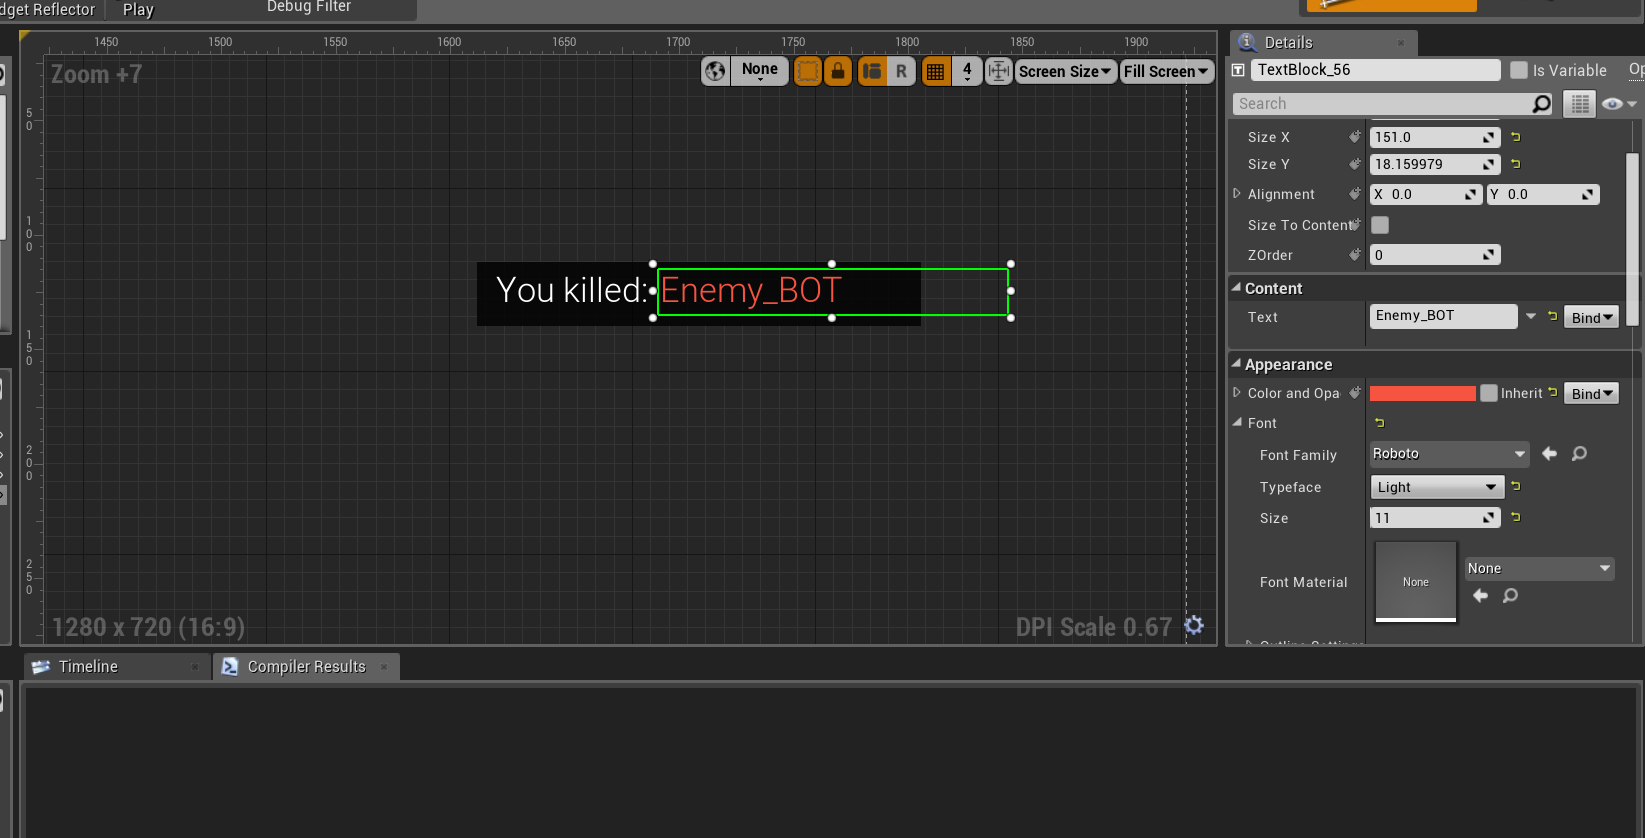 dget Reflector Play Debug Filter
1450 1500 1550 1600 1650 1700 1750 1800 1850 1900
Zoom +7
None R 4 Screen Size Fill Screen
50
100
150
200
250
You killed: Enemy_BOT
1280 x 720 (16:9)
DPI Scale 0.67
Details
TextBlock_56 Is Variable Op
Search
Size X 151.0
Size Y 18.159979
Alignment X 0.0 Y 0.0
Size To Content
ZOrder 0
Content
Text Enemy_BOT Bind
Appearance
Color and Opa Inherit Bind
Font
Font Family Roboto
Typeface Light
Size 11
Font Material None None
Timeline Compiler Results